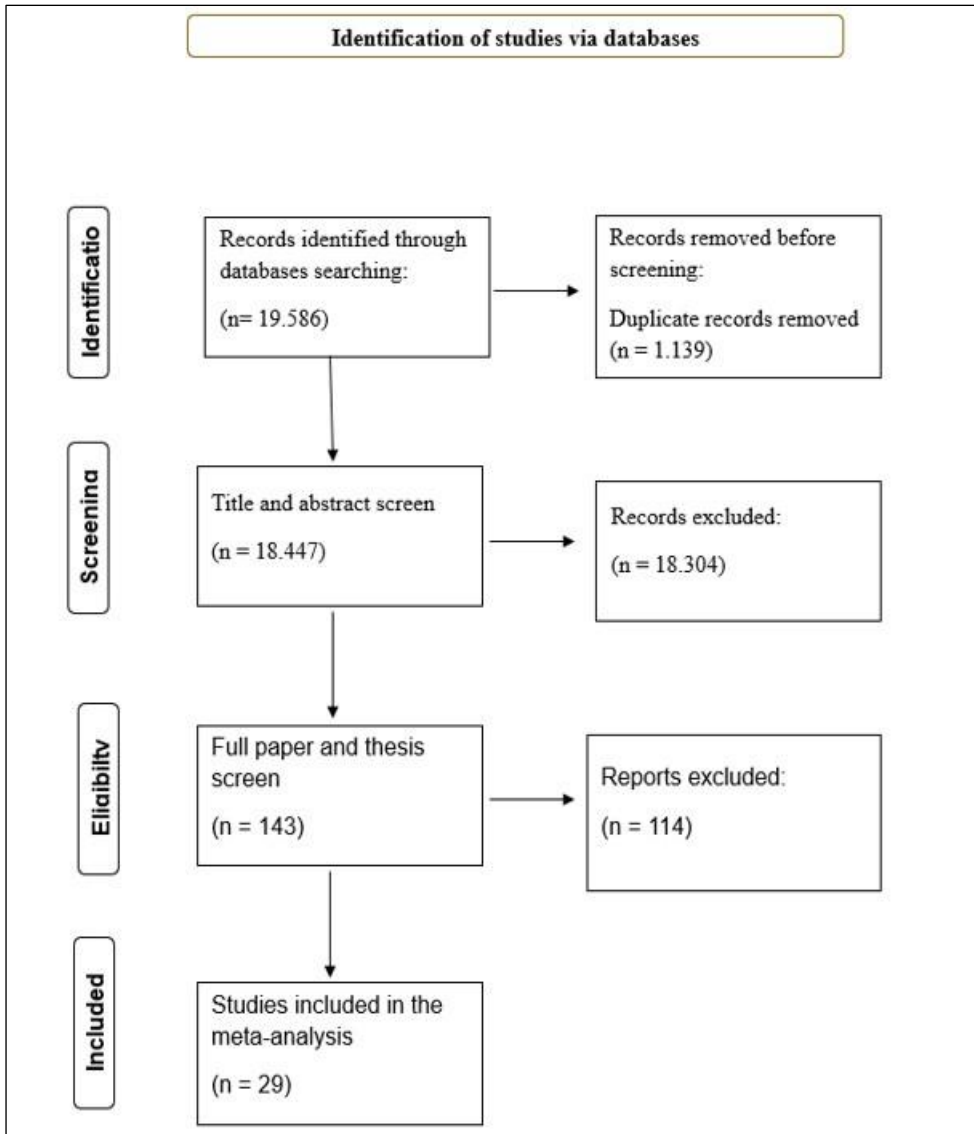 Identification of studies via databases
Identificatio
Records identified through
databases searching:
(n= 19.586)
Records removed before
screening:
Duplicate records removed
(n = 1.139)
Screening
Title and abstract screen
(n = 18.447)
Records excluded:
(n = 18.304)
Eligibility
Full paper and thesis
screen
(n = 143)
Reports excluded:
(n = 114)
Included
Studies included in the
meta-analysis
(n = 29)